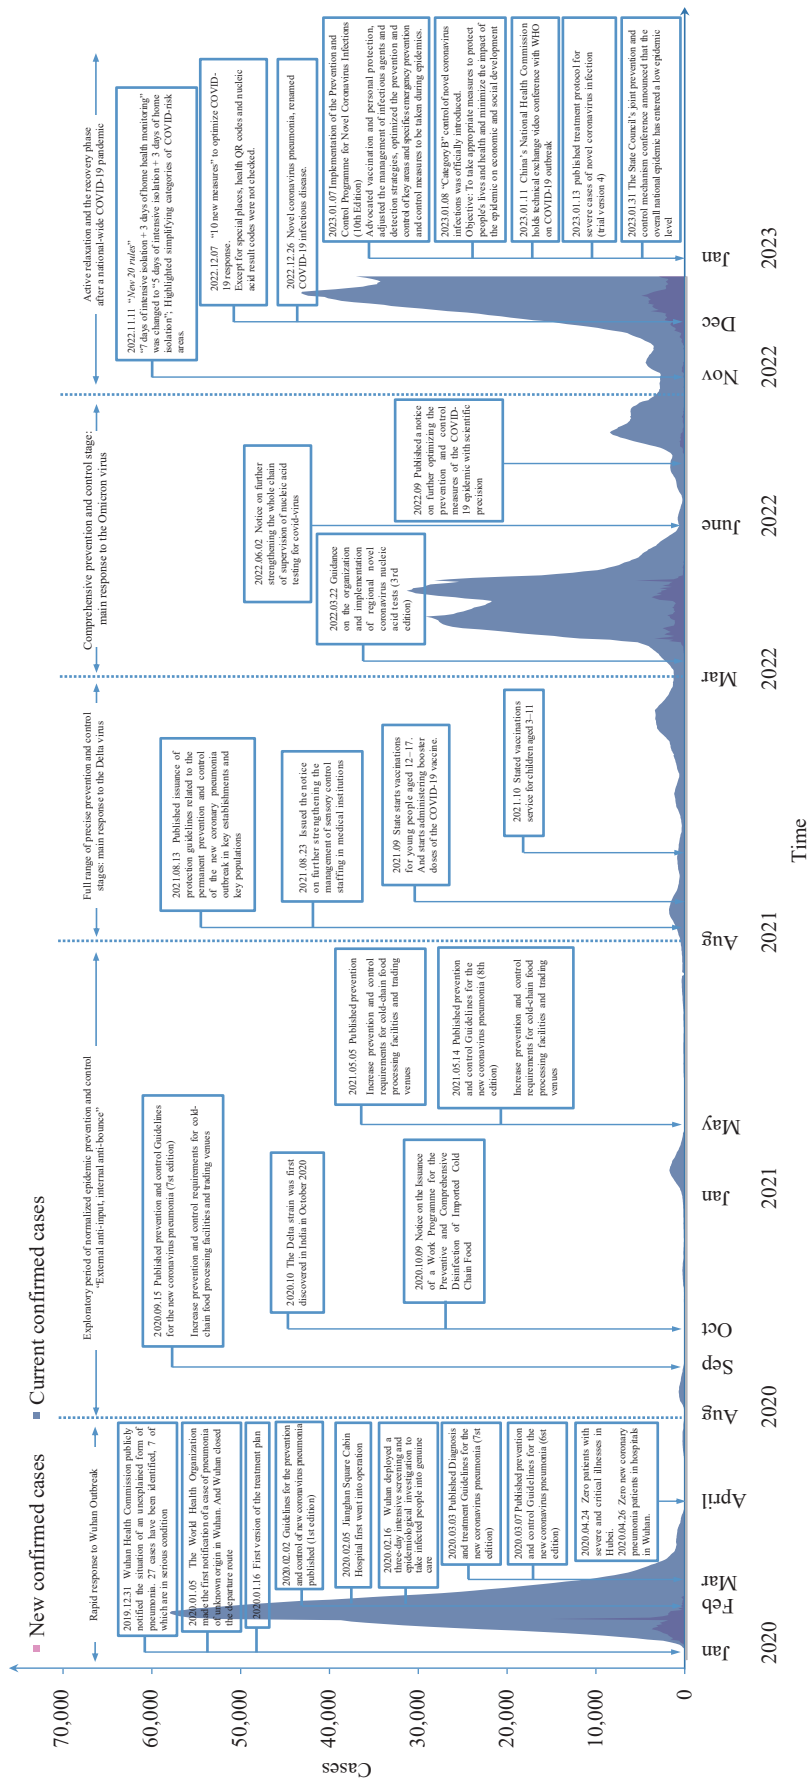 New confirmed cases
Current confirmed cases
Rapid response to Wuhan Outbreak
Exploratory period of normalized epidemic prevention and control
“External anti-input, internal anti-bounce”
Full range of precise prevention and control
stages: main response to the Delta virus
Comprehensive prevention and control stage:
main response to the Omicron virus
Active relaxation and the recovery phase
after a national-wide COVID-19 pandemic
2019.12.31 Wuhan Health Commission publicly
notified the situation of an unexplained form of
pneumonia. 27 cases have been identified, 7 of
which are in serious condition
2020.01.05 The World Health Organization
made the first notification of a case of pneumonia
of unknown origin in Wuhan. And Wuhan closed
the departure route
2020.01.16 First version of the treatment plan
2020.02.02 Guidelines for the prevention
and control of new coronavirus pneumonia
published (1st edition)
2020.02.05 Jianghan Square Cabin
Hospital first went into operation
2020.02.16 Wuhan deployed a
three-day intensive screening and
epidemiological investigation to
take infected people into genuine
care
2020.03.03 Published Diagnosis
and treatment Guidelines for the
new coronavirus pneumonia (7st
edition)
2020.03.07 Published prevention
and control Guidelines for the
new coronavirus pneumonia (6st
edition)
2020.04.24 Zero patients with
severe and critical illnesses in
Hubei.
2020.04.26 Zero new coronary
pneumonia patients in hospitals
in Wuhan.
2020.09.15 Published prevention and control Guidelines
for the new coronavirus pneumonia (7st edition)
Increase prevention and control requirements for cold-
chain food processing facilities and trading venues
2020.10 The Delta strain was first
discovered in India in October 2020
2020.10.09 Notice on the Issuance
of a Work Programme for the
Preventive and Comprehensive
Disinfection of Imported Cold
Chain Food
2021.05.05 Published prevention
Increase prevention and control
requirements for cold-chain food
processing facilities and trading
venues
2021.05.14 Published prevention
and control Guidelines for the
new coronavirus pneumonia (8th
edition)
Increase prevention and control
requirements for cold-chain food
processing facilities and trading
venues
2021.08.13 Published issuance of
protection guidelines related to the
permanent prevention and control
of the new coronary pneumonia
outbreak in key establishments and
key populations
2021.08.23 Issued the notice
on further strengthening the
management of sensory control
staffing in medical institutions
2021.09 State starts vaccinations
for young people aged 12–17.
And starts administering booster
doses of the COVID-19 vaccine.
2021.10 Stated vaccinations
service for children aged 3–11
2022.03.22 Guidance
on the organization
and implementation
of regional novel
coronavirus nucleic
acid tests (3rd
edition)
2022.06.02 Notice on further
strengthening the whole chain
of supervision of nucleic acid
testing for covid-virus
2022.09 Published a notice
on further optimizing the
prevention and control
measures of the COVID-
19 epidemic with scientific
precision
2022.11.11 “New 20 rules”
“7 days of intensive isolation + 3 days of home health monitoring”
was changed to “5 days of intensive isolation + 3 days of home
isolation”; Highlighted simplifying categories of COVID-risk
areas.
2022.12.07 “10 new measures” to optimize COVID-
19 response.
Except for special places, health QR codes and nucleic
acid result codes were not checked.
2022.12.26 Novel coronavirus pneumonia, renamed
COVID-19 infectious disease.
2023.01.07 Implementation of the Prevention and
Control Programme for Novel Coronavirus Infections
(10th Edition)
Advocated vaccination and personal protection,
adjusted the management of infectious agents and
detection strategies, optimized the prevention and
control of key areas and specifies emergency prevention
and control measures to be taken during epidemics.
2023.01.08 “Category B” control of novel coronavirus
infections was officially introduced.
Objective: To take appropriate measures to protect
people's lives and health and minimize the impact of
the epidemic on economic and social development
2023.01.11 China's National Health Commission
holds technical exchange video conference with WHO
on COVID-19 outbreak
2023.01.13 published treatment protocol for
severe cases of novel coronavirus infection
(trial version 4)
2023.01.31 The State Council's joint prevention and
control mechanism conference announced that the
overall national epidemic has entered a low epidemic
level
Cases
70,000
60,000
50,000
40,000
30,000
20,000
10,000
0
Jan Feb Mar April Aug Sep Oct Jan May Aug Mar June Nov Dec Jan
2020 2020 2021 2021 2022 2022 2022 2023
Time